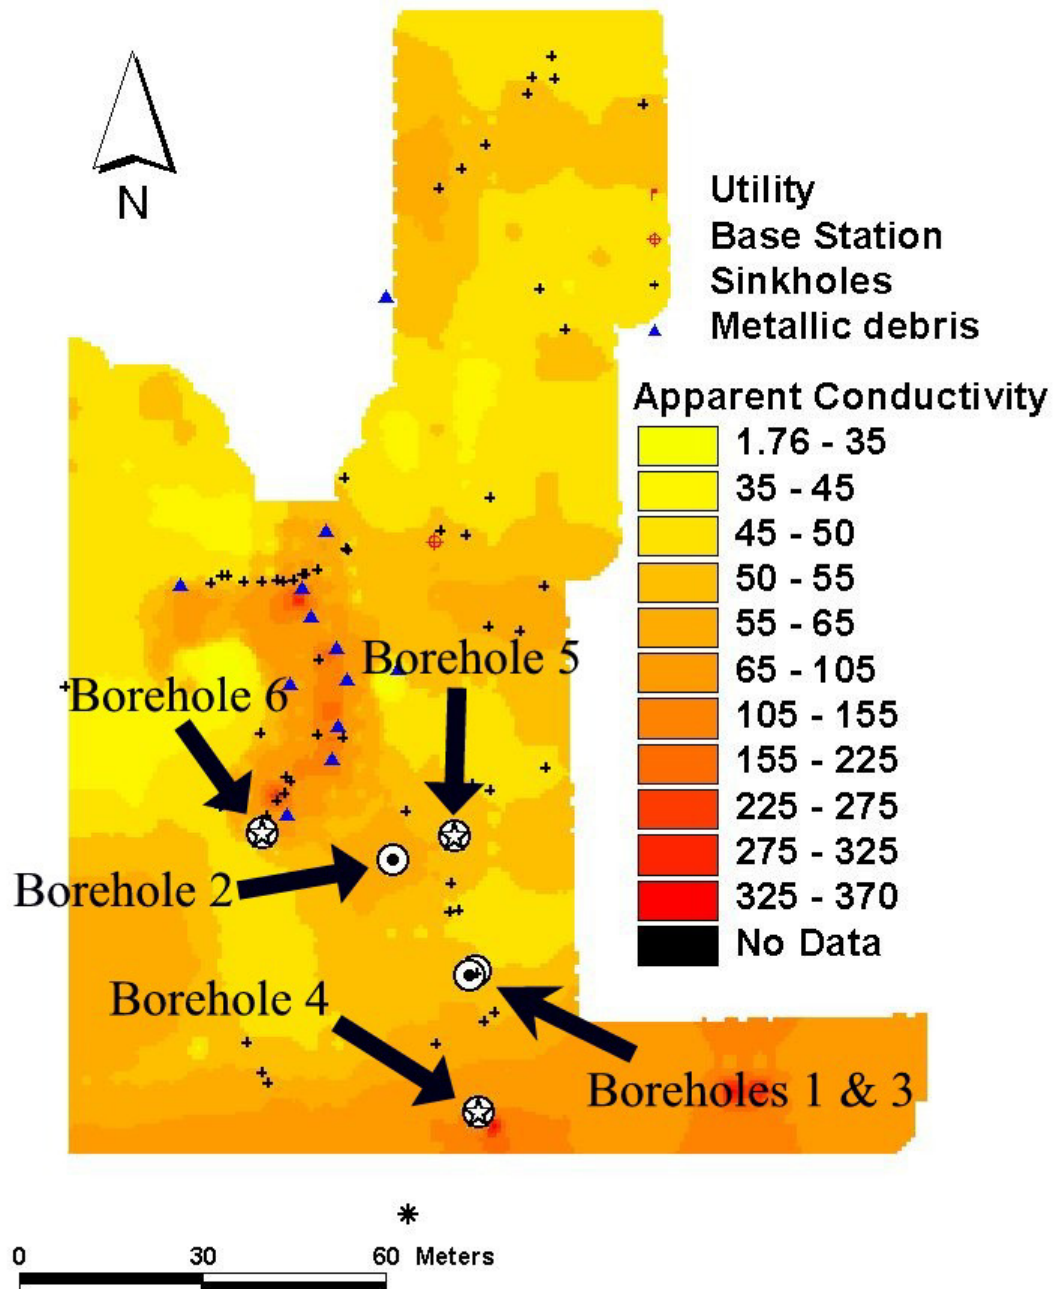 N
Utility
Base Station
Sinkholes
Metallic debris
Apparent Conductivity
1.76 - 35
35 - 45
45 - 50
50 - 55
55 - 65
65 - 105
105 - 155
155 - 225
225 - 275
275 - 325
325 - 370
No Data
Borehole 5
Borehole 6
Borehole 2
Borehole 4
Boreholes 1 & 3
0 30 60 Meters